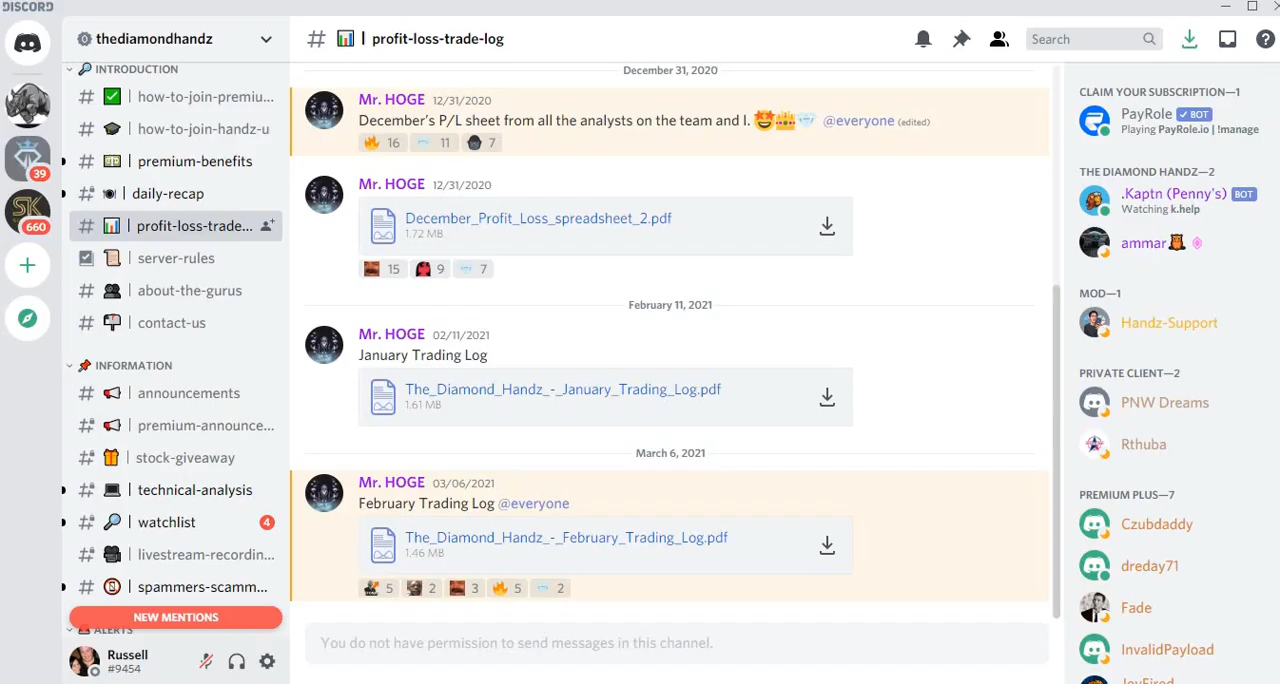 DISCORD
thediamondhandz
39
660
INTRODUCTION
how-to-join-premiu...
how-to-join-handz-u
premium-benefits
daily-recap
profit-loss-trade...
server-rules
about-the-gurus
contact-us
INFORMATION
announcements
premium-announce...
stock-giveaway
technical-analysis
watchlist 4
livestream-recordin...
spammers-scamm...
NEW MENTIONS
ALERTS
Russell
#9454
# | profit-loss-trade-log
Search
December 31, 2020
Mr. HOGE 12/31/2020
December's P/L sheet from all the analysts on the team and I. 🤩👑💎 @everyone (edited)
16 11 7
Mr. HOGE 12/31/2020
December_Profit_Loss_spreadsheet_2.pdf
1.72 MB
15 9 7
February 11, 2021
Mr. HOGE 02/11/2021
January Trading Log
The_Diamond_Handz_-_January_Trading_Log.pdf
1.61 MB
March 6, 2021
Mr. HOGE 03/06/2021
February Trading Log @everyone
The_Diamond_Handz_-_February_Trading_Log.pdf
1.46 MB
5 2 3 5 2
You do not have permission to send messages in this channel.
CLAIM YOUR SUBSCRIPTION—1
PayRole ✓ BOT
Playing PayRole.io | !manage
THE DIAMOND HANDZ—2
.Kaptn (Penny's) BOT
Watching k.help
ammar
MOD—1
Handz-Support
PRIVATE CLIENT—2
PNW Dreams
Rthuba
PREMIUM PLUS—7
Czubdaddy
dreday71
Fade
InvalidPayload